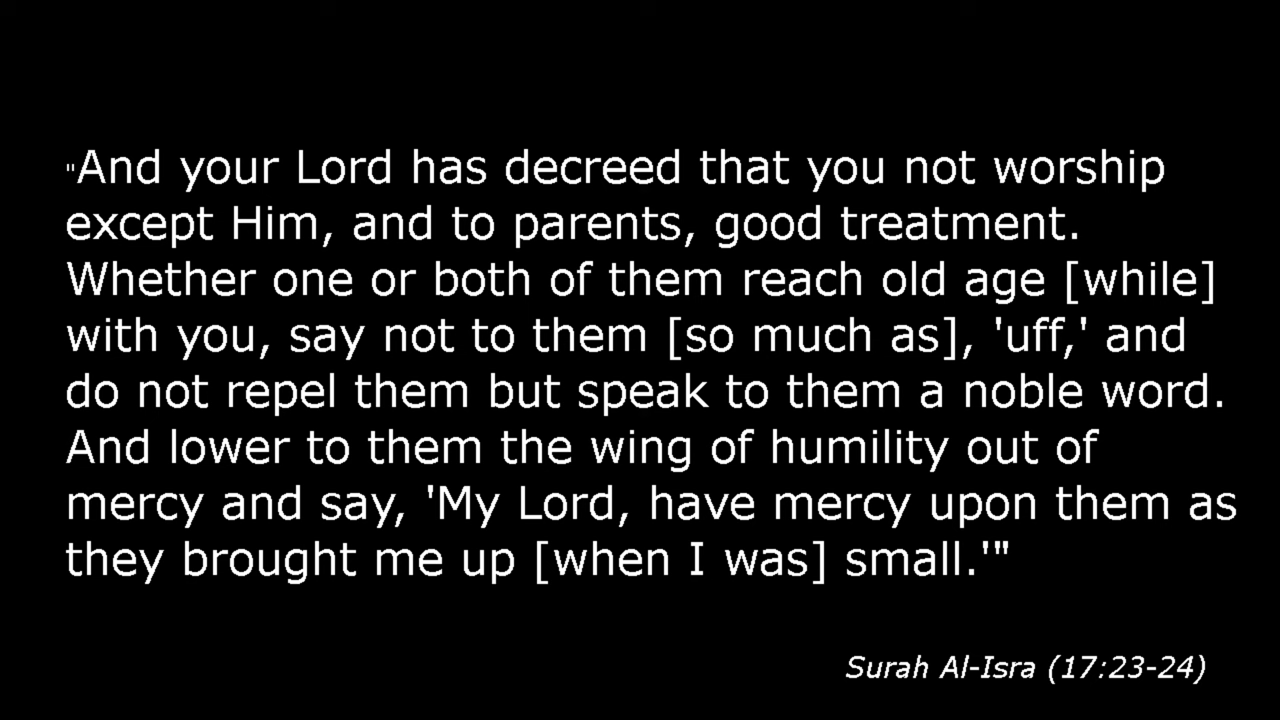 "And your Lord has decreed that you not worship
except Him, and to parents, good treatment.
Whether one or both of them reach old age [while]
with you, say not to them [so much as], 'uff,' and
do not repel them but speak to them a noble word.
And lower to them the wing of humility out of
mercy and say, 'My Lord, have mercy upon them as
they brought me up [when I was] small.'"
Surah Al-Isra (17:23-24)